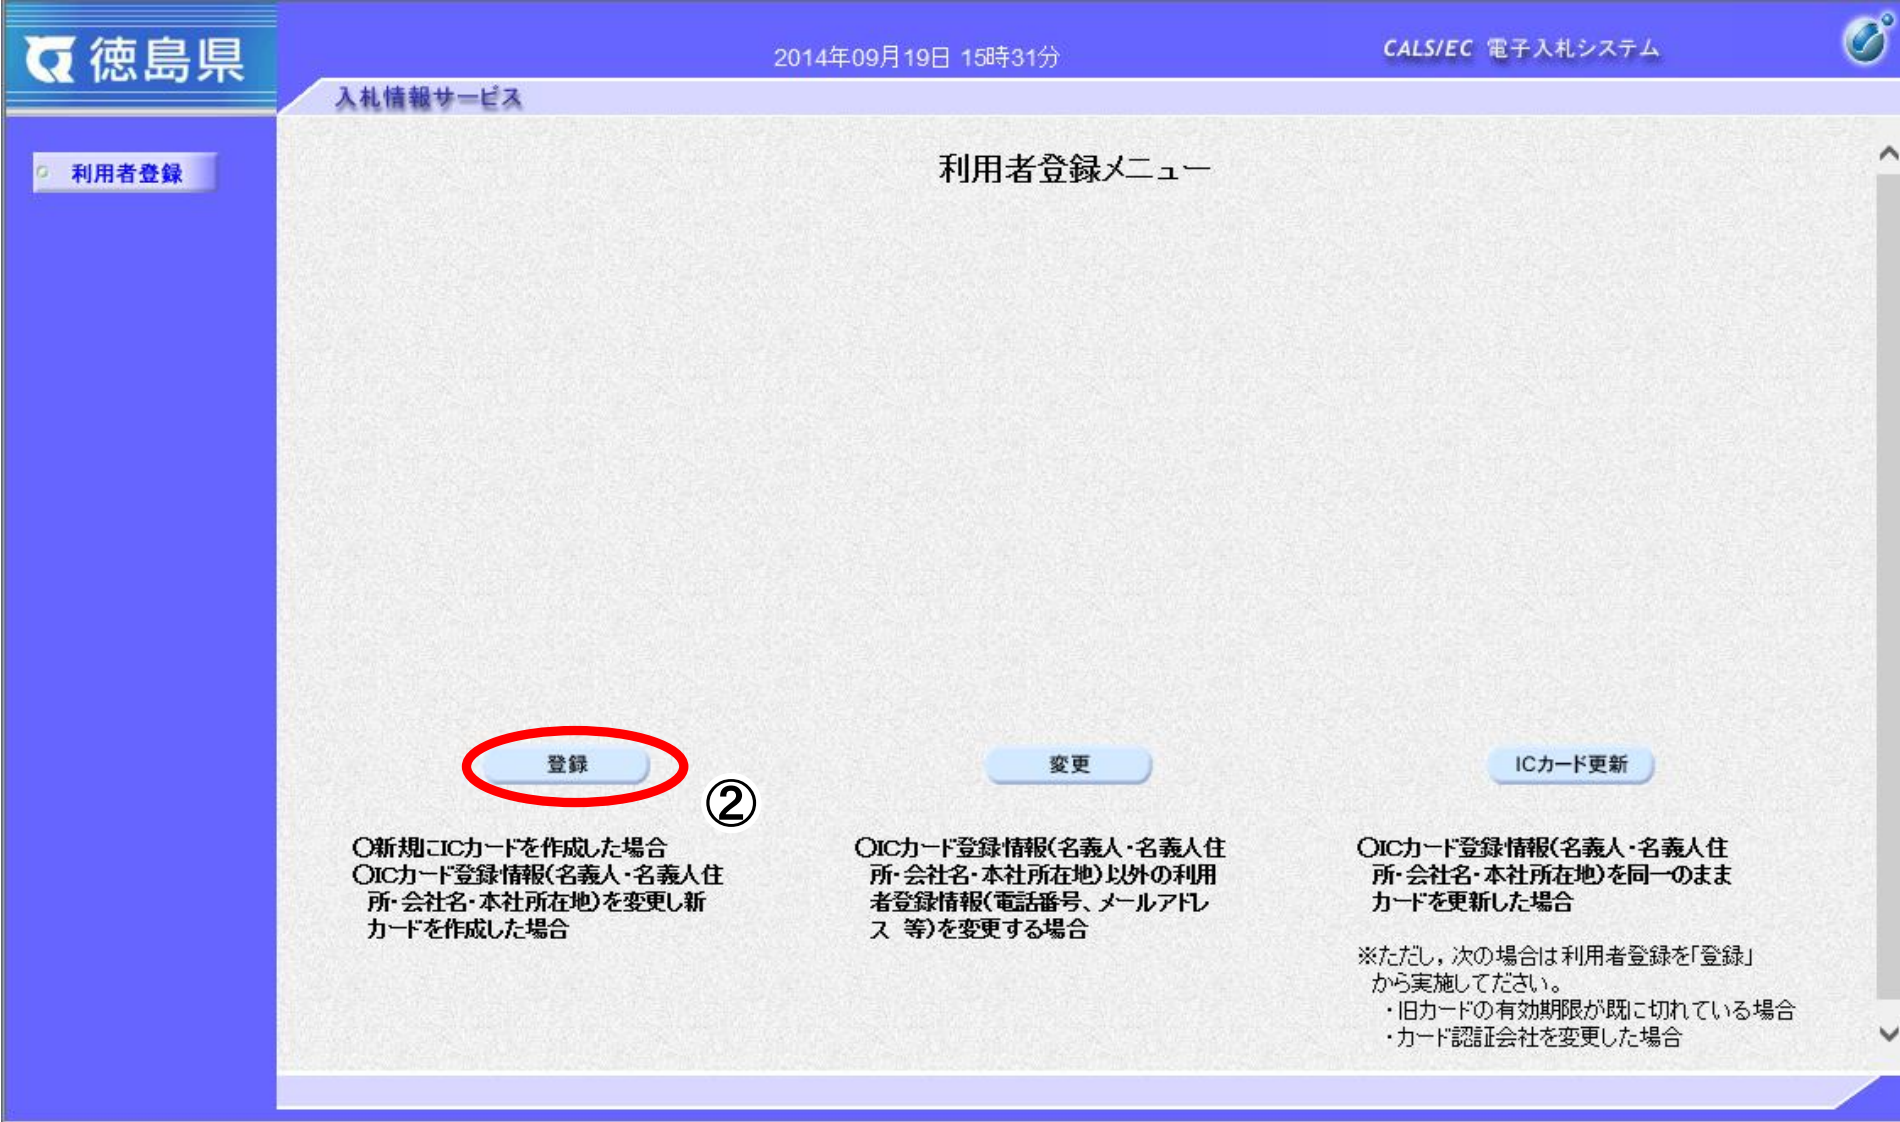 徳島県
2014年09月19日 15時31分
CALS/EC 電子入札システム
入札情報サービス
利用者登録
利用者登録メニュー
登録
②
変更
ICカード更新
〇新規にICカードを作成した場合
〇ICカード登録情報(名義人・名義人住
所・会社名・本社所在地)を変更し新
カードを作成した場合
〇ICカード登録情報(名義人・名義人住
所・会社名・本社所在地)以外の利用
者登録情報(電話番号、メールアドレ
ス 等)を変更する場合
〇ICカード登録情報(名義人・名義人住
所・会社名・本社所在地)を同一のまま
カードを更新した場合
※ただし，次の場合は利用者登録を「登録」
から実施してださい。
・旧カードの有効期限が既に切れている場合
・カード認証会社を変更した場合